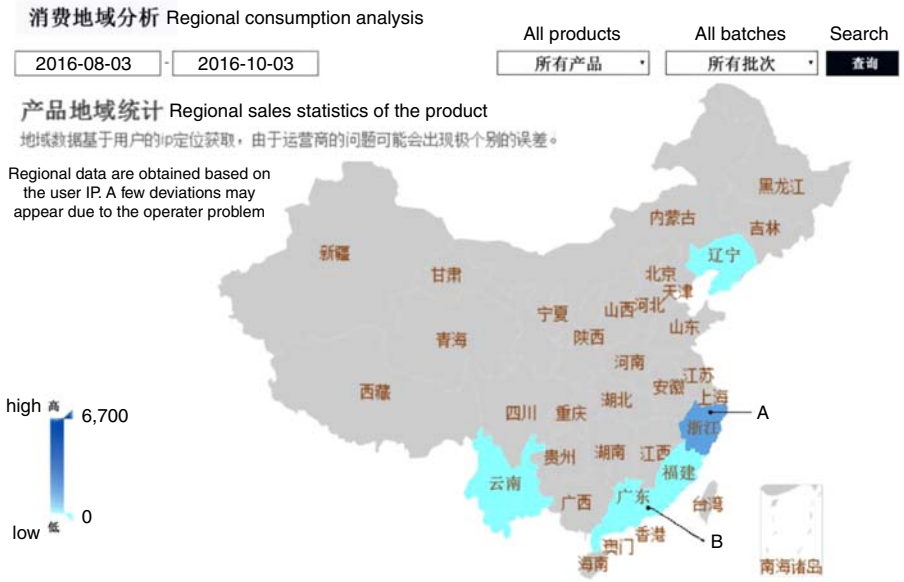 消费地域分析 Regional consumption analysis
All products All batches Search
2016-08-03 - 2016-10-03 所有产品 所有批次 查询
产品地域统计 Regional sales statistics of the product
地域数据基于用户的ip定位获取，由于运营商的问题可能会出现极个别的误差。
Regional data are obtained based on
the user IP. A few deviations may
appear due to the operater problem
黑龙江
内蒙古
吉林
新疆
辽宁
甘肃
北京
天津
宁夏
山西
河北
陕西
山东
青海
河南
江苏
安徽
西藏
上海
湖北
high 高
6,700
四川
重庆
A
浙江
贵州
湖南
江西
福建
云南
广东
广西
台湾
0
low 低
香港
B
澳门
海南
南海诸岛